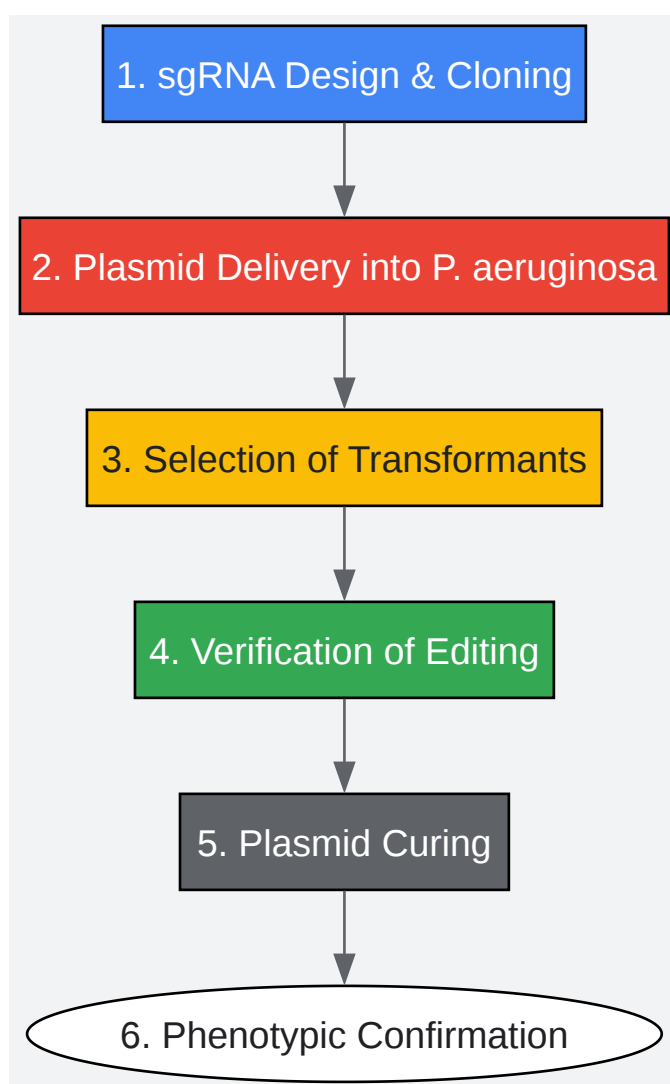 1. sgRNA Design & Cloning
2. Plasmid Delivery into P. aeruginosa
3. Selection of Transformants
4. Verification of Editing
5. Plasmid Curing
6. Phenotypic Confirmation